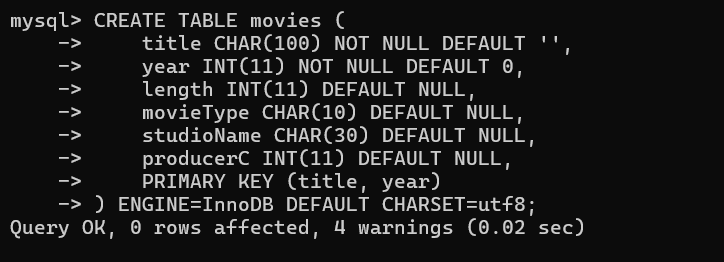 mysql> CREATE TABLE movies (
    ->     title CHAR(100) NOT NULL DEFAULT '',
    ->     year INT(11) NOT NULL DEFAULT 0,
    ->     length INT(11) DEFAULT NULL,
    ->     movieType CHAR(10) DEFAULT NULL,
    ->     studioName CHAR(30) DEFAULT NULL,
    ->     producerC INT(11) DEFAULT NULL,
    ->     PRIMARY KEY (title, year)
    -> ) ENGINE=InnoDB DEFAULT CHARSET=utf8;
Query OK, 0 rows affected, 4 warnings (0.02 sec)